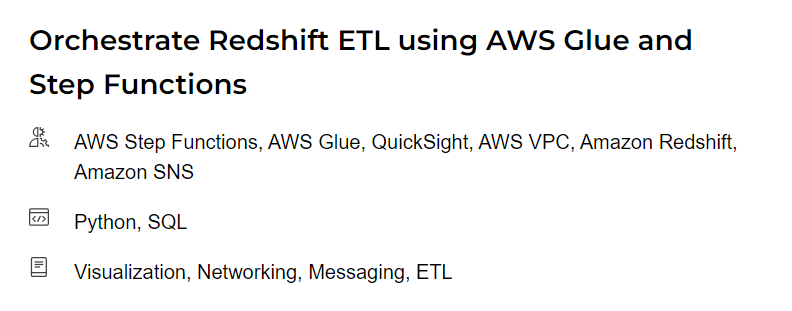 Orchestrate Redshift ETL using AWS Glue and
Step Functions
AWS Step Functions, AWS Glue, QuickSight, AWS VPC, Amazon Redshift,
Amazon SNS
Python, SQL
Visualization, Networking, Messaging, ETL